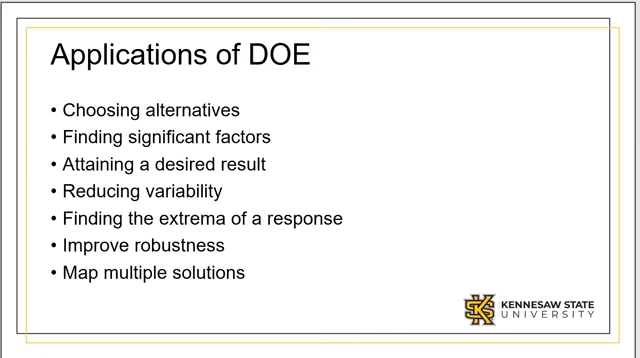 Applications of DOE
• Choosing alternatives
• Finding significant factors
• Attaining a desired result
• Reducing variability
• Finding the extrema of a response
• Improve robustness
• Map multiple solutions
KS
KENNESAW STATE
UNIVERSITY